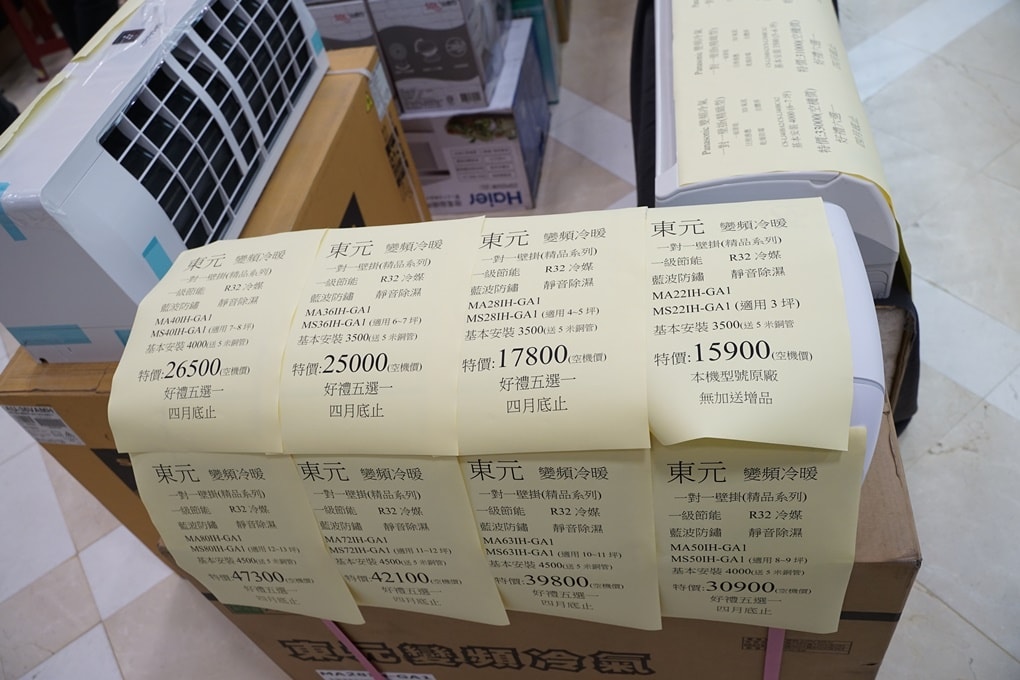 Haier
Panasonic 變頻冷氣
特價:33000(空機價)
Panasonic 變頻冷氣
東元 變頻冷暖
一對一壁掛(精品系列)
一級節能 R32 冷媒
藍波防鏽 靜音除濕
MA40IH-GA1
MS40IH-GA1 (適用 7~8 坪)
基本安裝 4000(送 5 米銅管
特價:26500(空機價)
好禮五選一
四月底止
東元 變頻冷暖
一對一壁掛(精品系列)
一級節能 R32 冷媒
藍波防鏽 靜音除濕
MA36IH-GA1
MS36IH-GA1 (適用 6~7 坪)
基本安裝 3500(送 5 米銅管
特價:25000(空機價)
好禮五選一
四月底止
東元 變頻冷暖
一對一壁掛(精品系列)
一級節能 R32 冷媒
藍波防鏽 靜音除濕
MA28IH-GA1
MS28IH-GA1 (適用 4~5 坪)
基本安裝 3500(送 5 米銅管
特價:17800(空機價)
好禮五選一
四月底止
東元 變頻冷暖
一對一壁掛(精品系列)
一級節能 R32 冷媒
藍波防鏽 靜音除濕
MA22IH-GA1
MS22IH-GA1 (適用 3 坪)
基本安裝 3500(送 5 米銅管
特價:15900(空機價)
本機型號原廠
無加送增品
東元 變頻冷暖
一對一壁掛(精品系列)
一級節能 R32 冷媒
藍波防鏽 靜音除濕
MA80IH-GA1
MS80IH-GA1 (適用 12~13 坪)
基本安裝 4500(送 5 米銅管
特價:47300(空機價)
好禮五選一
四月底止
東元 變頻冷暖
一對一壁掛(精品系列)
一級節能 R32 冷媒
藍波防鏽 靜音除濕
MA72IH-GA1
MS72IH-GA1 (適用 11~12 坪)
基本安裝 4500(送 5 米銅管
特價:42100(空機價)
好禮五選一
四月底止
東元 變頻冷暖
一對一壁掛(精品系列)
一級節能 R32 冷媒
藍波防鏽 靜音除濕
MA63IH-GA1
MS63IH-GA1 (適用 10~11 坪)
基本安裝 4500(送 5 米銅管
特價:39800(空機價)
好禮五選一
四月底止
東元 變頻冷暖
一對一壁掛(精品系列)
一級節能 R32 冷媒
藍波防鏽 靜音除濕
MA50IH-GA1
MS50IH-GA1 (適用 8~9 坪)
基本安裝 4000(送 5 米銅管)
特價:30900(空機價)
好禮五選一
四月底止
東元變頻冷氣